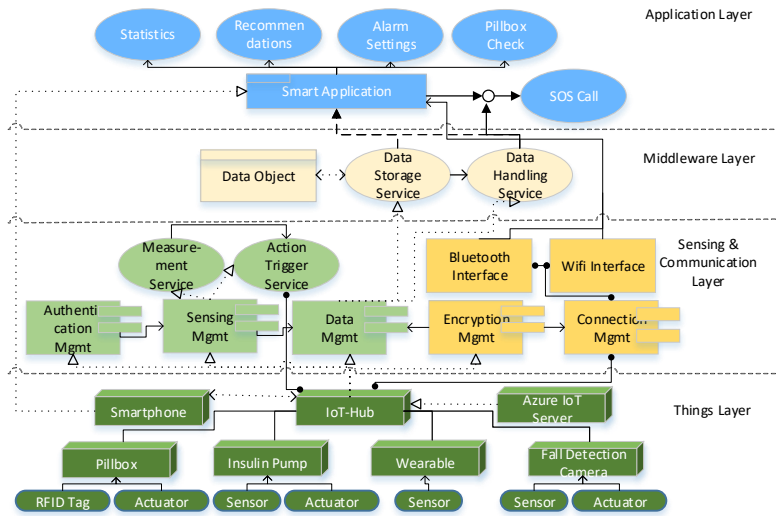 Application Layer
Statistics
Recommen
dations
Alarm
Settings
Pillbox
Check
Smart Application
SOS Call
Middleware Layer
Data Object
Data
Storage
Service
Data
Handling
Service
Sensing &
Communication
Layer
Measure-
ment
Service
Action
Trigger
Service
Bluetooth
Interface
Wifi Interface
Authenti
cation
Mgmt
Sensing
Mgmt
Data
Mgmt
Encryption
Mgmt
Connection
Mgmt
Things Layer
Smartphone
IoT-Hub
Azure IoT
Server
Pillbox
Insulin Pump
Wearable
Fall Detection
Camera
RFID Tag
Actuator
Sensor
Actuator
Sensor
Sensor
Actuator